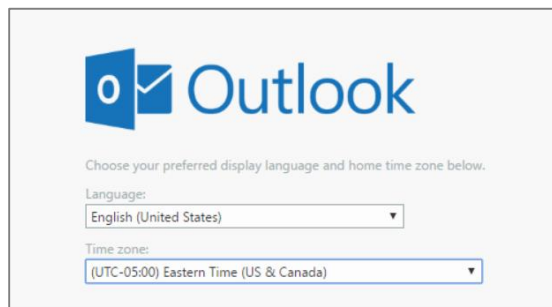 O Outlook
Choose your preferred display language and home time zone below.
Language:
English (United States)
Time zone:
(UTC-05:00) Eastern Time (US & Canada)